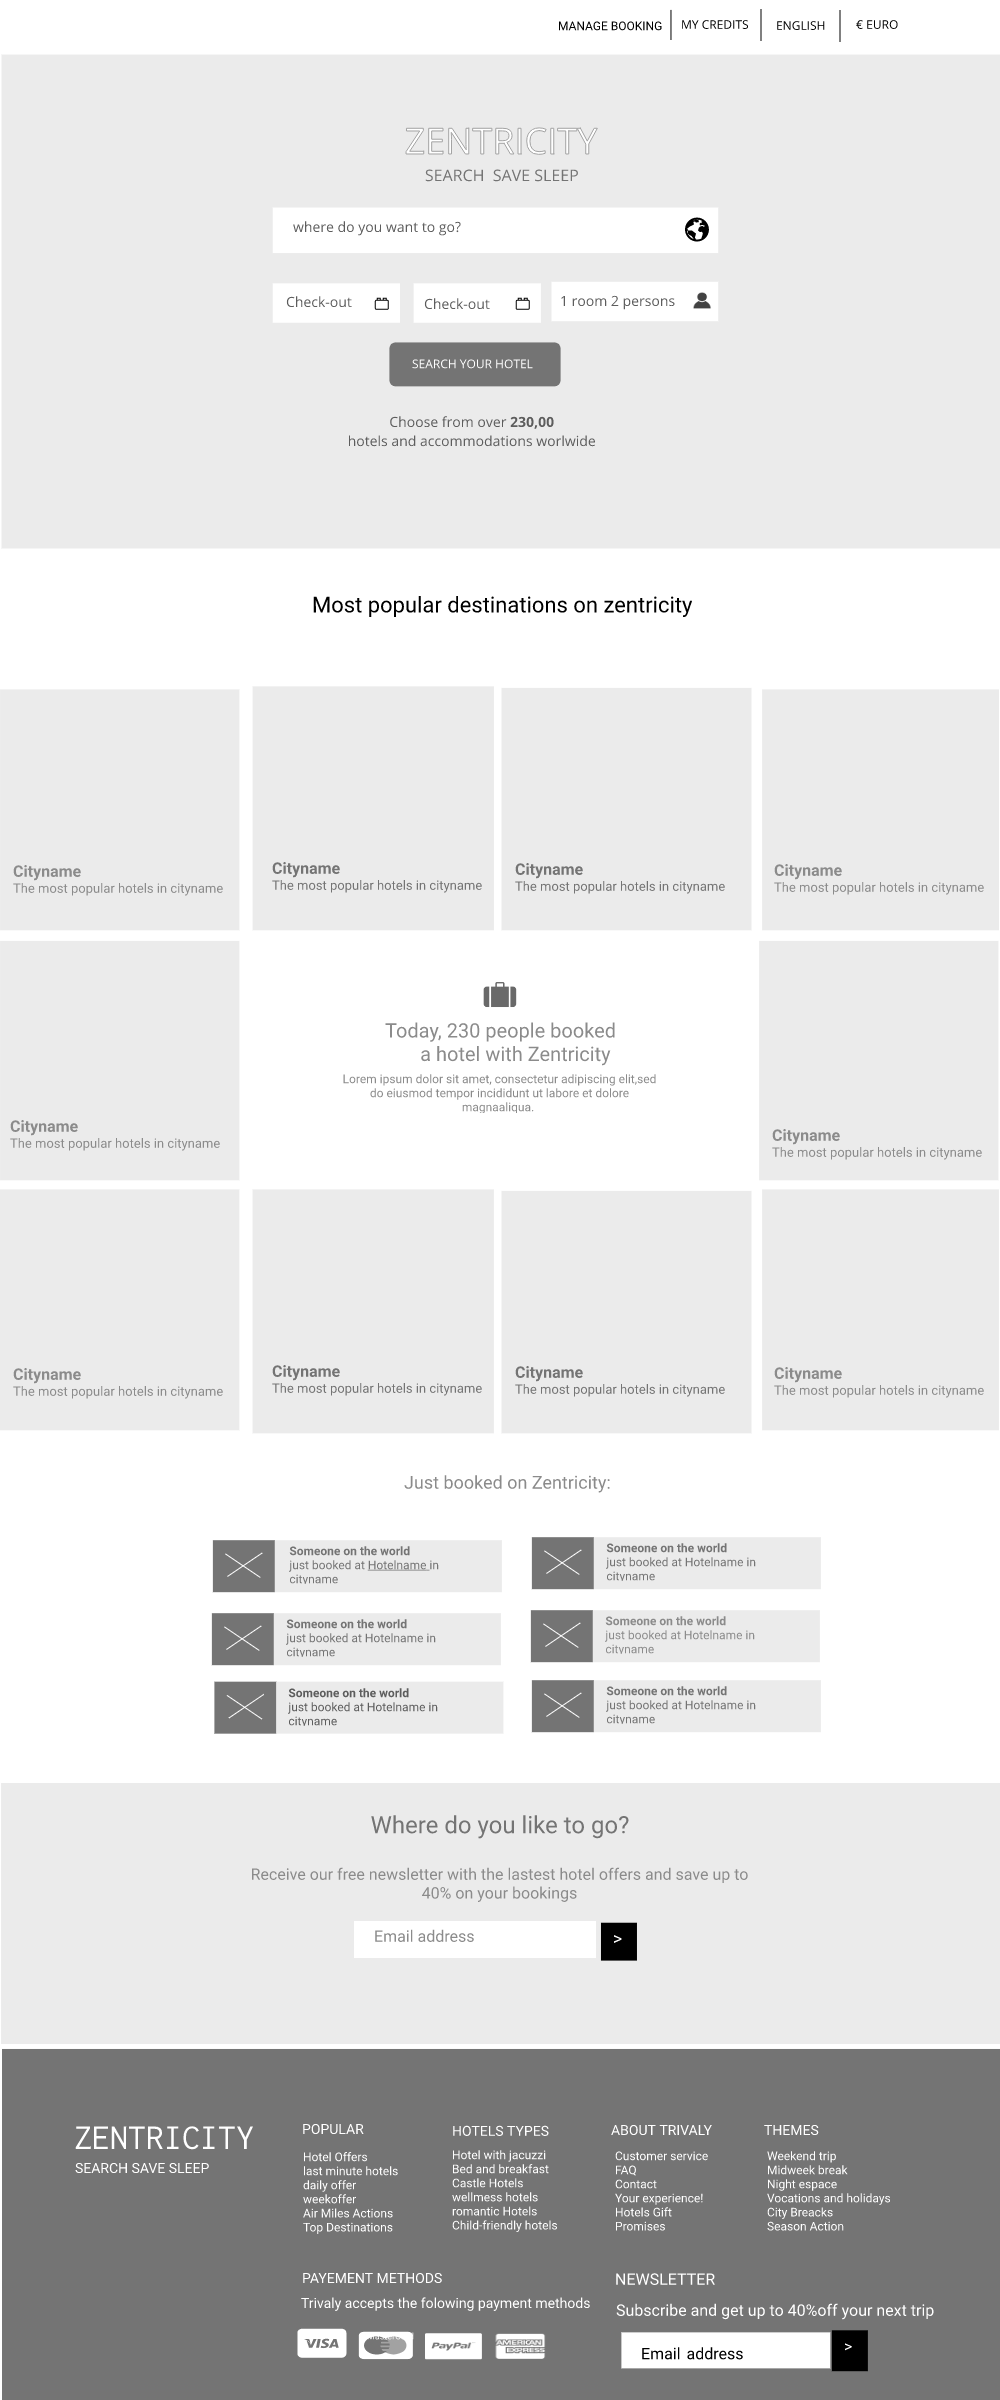 MANAGE BOOKING MY CREDITS ENGLISH € EURO
ZENTRICITY
SEARCH SAVE SLEEP
where do you want to go?
Check-out Check-out 1 room 2 persons
SEARCH YOUR HOTEL
Choose from over 230,00
hotels and accommodations worlwide
Most popular destinations on zentricity
Cityname
The most popular hotels in cityname
Cityname
The most popular hotels in cityname
Cityname
The most popular hotels in cityname
Cityname
The most popular hotels in cityname
Cityname
The most popular hotels in cityname
Today, 230 people booked
a hotel with Zentricity
Lorem ipsum dolor sit amet, consectetur adipiscing elit,sed
do eiusmod tempor incididunt ut labore et dolore
magnaaliqua.
Cityname
The most popular hotels in cityname
Cityname
The most popular hotels in cityname
Cityname
The most popular hotels in cityname
Cityname
The most popular hotels in cityname
Cityname
The most popular hotels in cityname
Just booked on Zentricity:
Someone on the world
just booked at Hotelname in
cityname
Someone on the world
just booked at Hotelname in
cityname
Someone on the world
just booked at Hotelname in
cityname
Someone on the world
just booked at Hotelname in
cityname
Someone on the world
just booked at Hotelname in
cityname
Someone on the world
just booked at Hotelname in
cityname
Where do you like to go?
Receive our free newsletter with the lastest hotel offers and save up to
40% on your bookings
Email address >
ZENTRICITY
SEARCH SAVE SLEEP
POPULAR
Hotel Offers
last minute hotels
daily offer
weekoffer
Air Miles Actions
Top Destinations
HOTELS TYPES
Hotel with jacuzzi
Bed and breakfast
Castle Hotels
wellmess hotels
romantic Hotels
Child-friendly hotels
ABOUT TRIVALY
Customer service
FAQ
Contact
Your experience!
Hotels Gift
Promises
THEMES
Weekend trip
Midweek break
Night espace
Vocations and holidays
City Breacks
Season Action
PAYEMENT METHODS
Trivaly accepts the folowing payment methods
VISA MasterCard PayPal AMERICAN EXPRESS
NEWSLETTER
Subscribe and get up to 40%off your next trip
Email address >